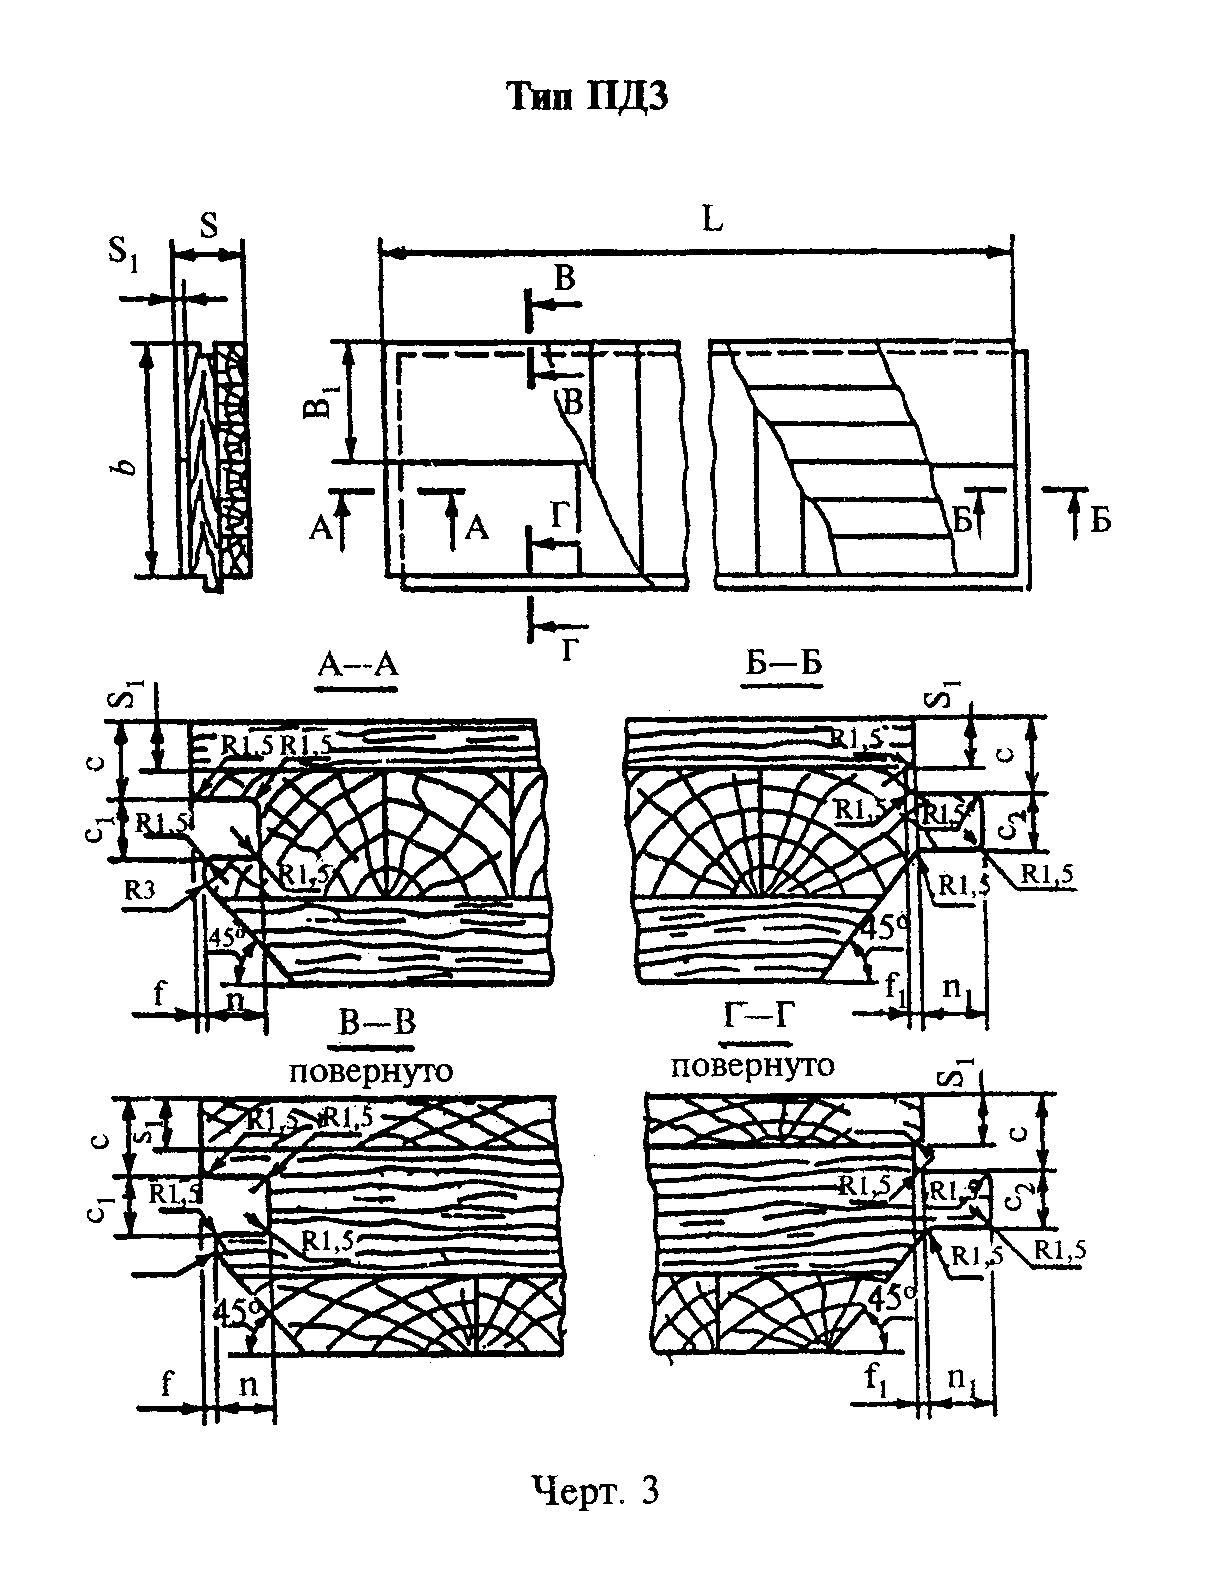 Тип ПД3
S
L
S₁
В
В₁
В
b
А
А
Г
Б
Б
Г
А—А
Б—Б
S₁
S₁
R1,5
R1,5
R1,5
c
c
c₁
R1,5
R1,5
R1,5
c₂
R3
R1,5
R1,5
R1,5
45°
45°
f
n
f₁
n₁
В—В
Г—Г
повернуто
повернуто
S₁
c
s₁
R1,5
R1,5
c
c₁
R1,5
R1,5
R1,5
c₂
R1,5
R1,5
R1,5
45°
45°
f
n
f₁
n₁
Черт. 3